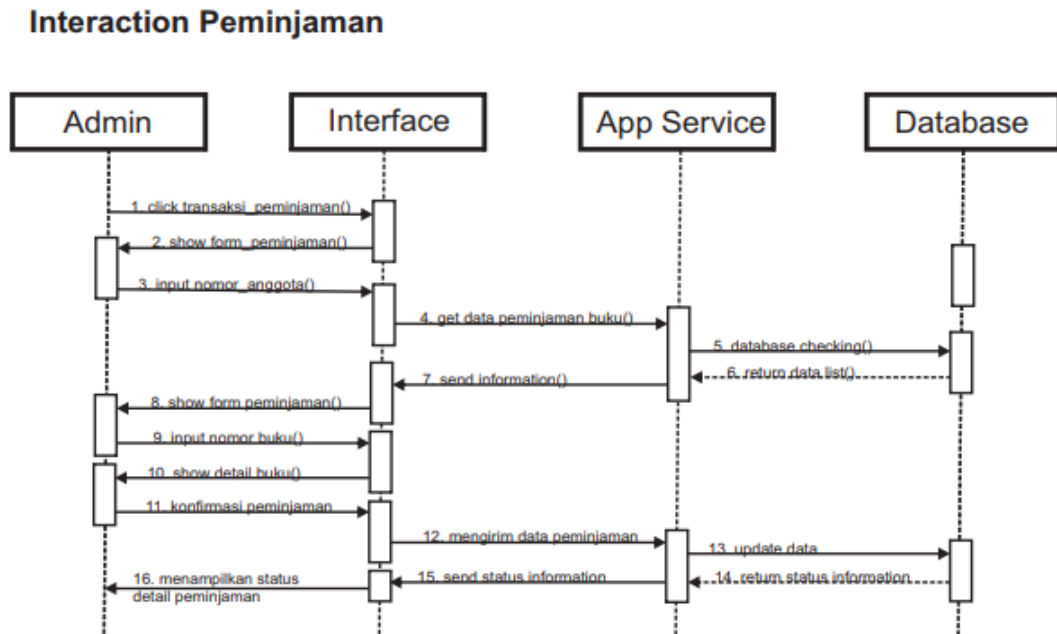 Interaction Peminjaman
Admin
Interface
App Service
Database
1. click transaksi_peminjaman()
2. show form_peminjaman()
3. input nomor_anggota()
4. get data peminjaman buku()
5. database checking()
6. return data list()
7. send information()
8. show form peminjaman()
9. input nomor buku()
10. show detail buku()
11. konfirmasi peminjaman
12. mengirim data peminjaman
13. update data
14. return status information
15. send status information
16. menampilkan status
detail peminjaman